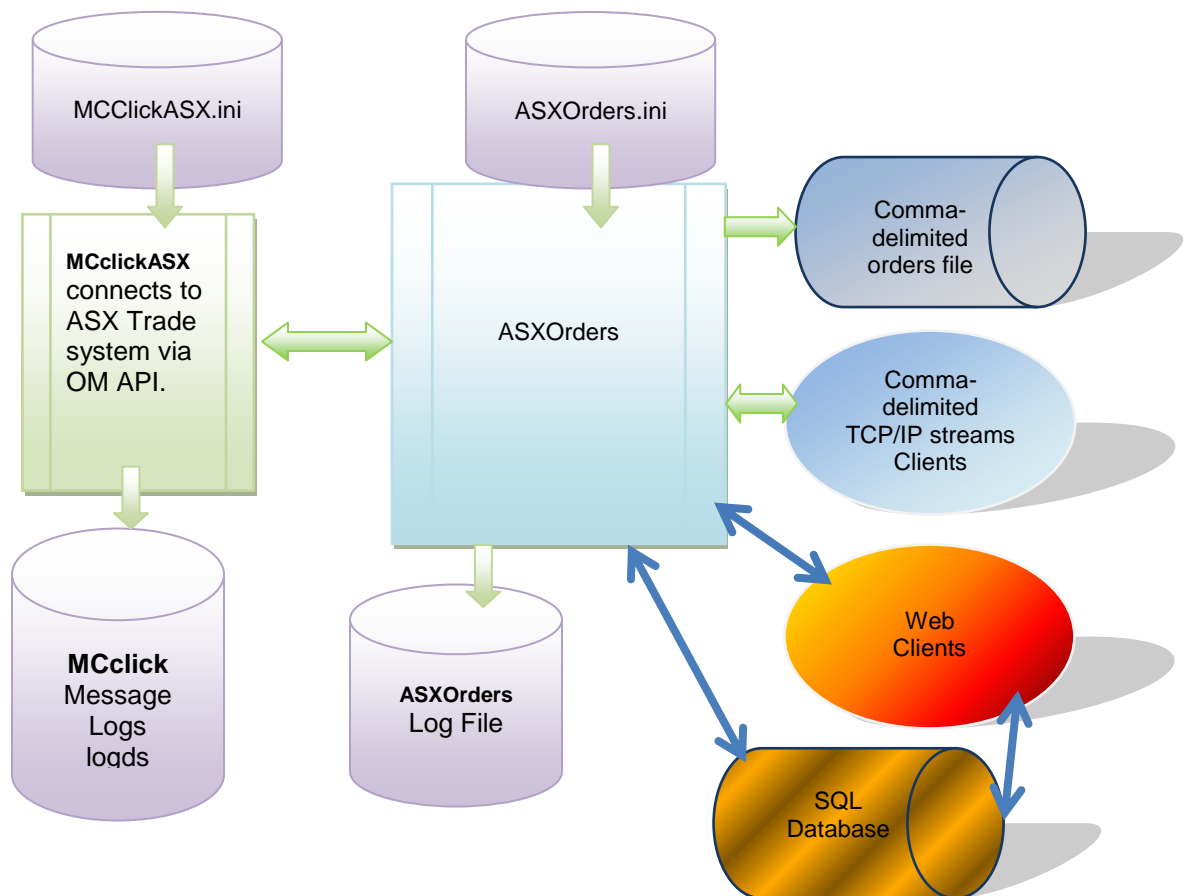 MCClickASX.ini
ASXOrders.ini
MCclickASX
connects to
ASX Trade
system via
OM API.
ASXOrders
Comma-
delimited
orders file
Comma-
delimited
TCP/IP streams
Clients
Web
Clients
MCclick
Message
Logs
logds
ASXOrders
Log File
SQL
Database